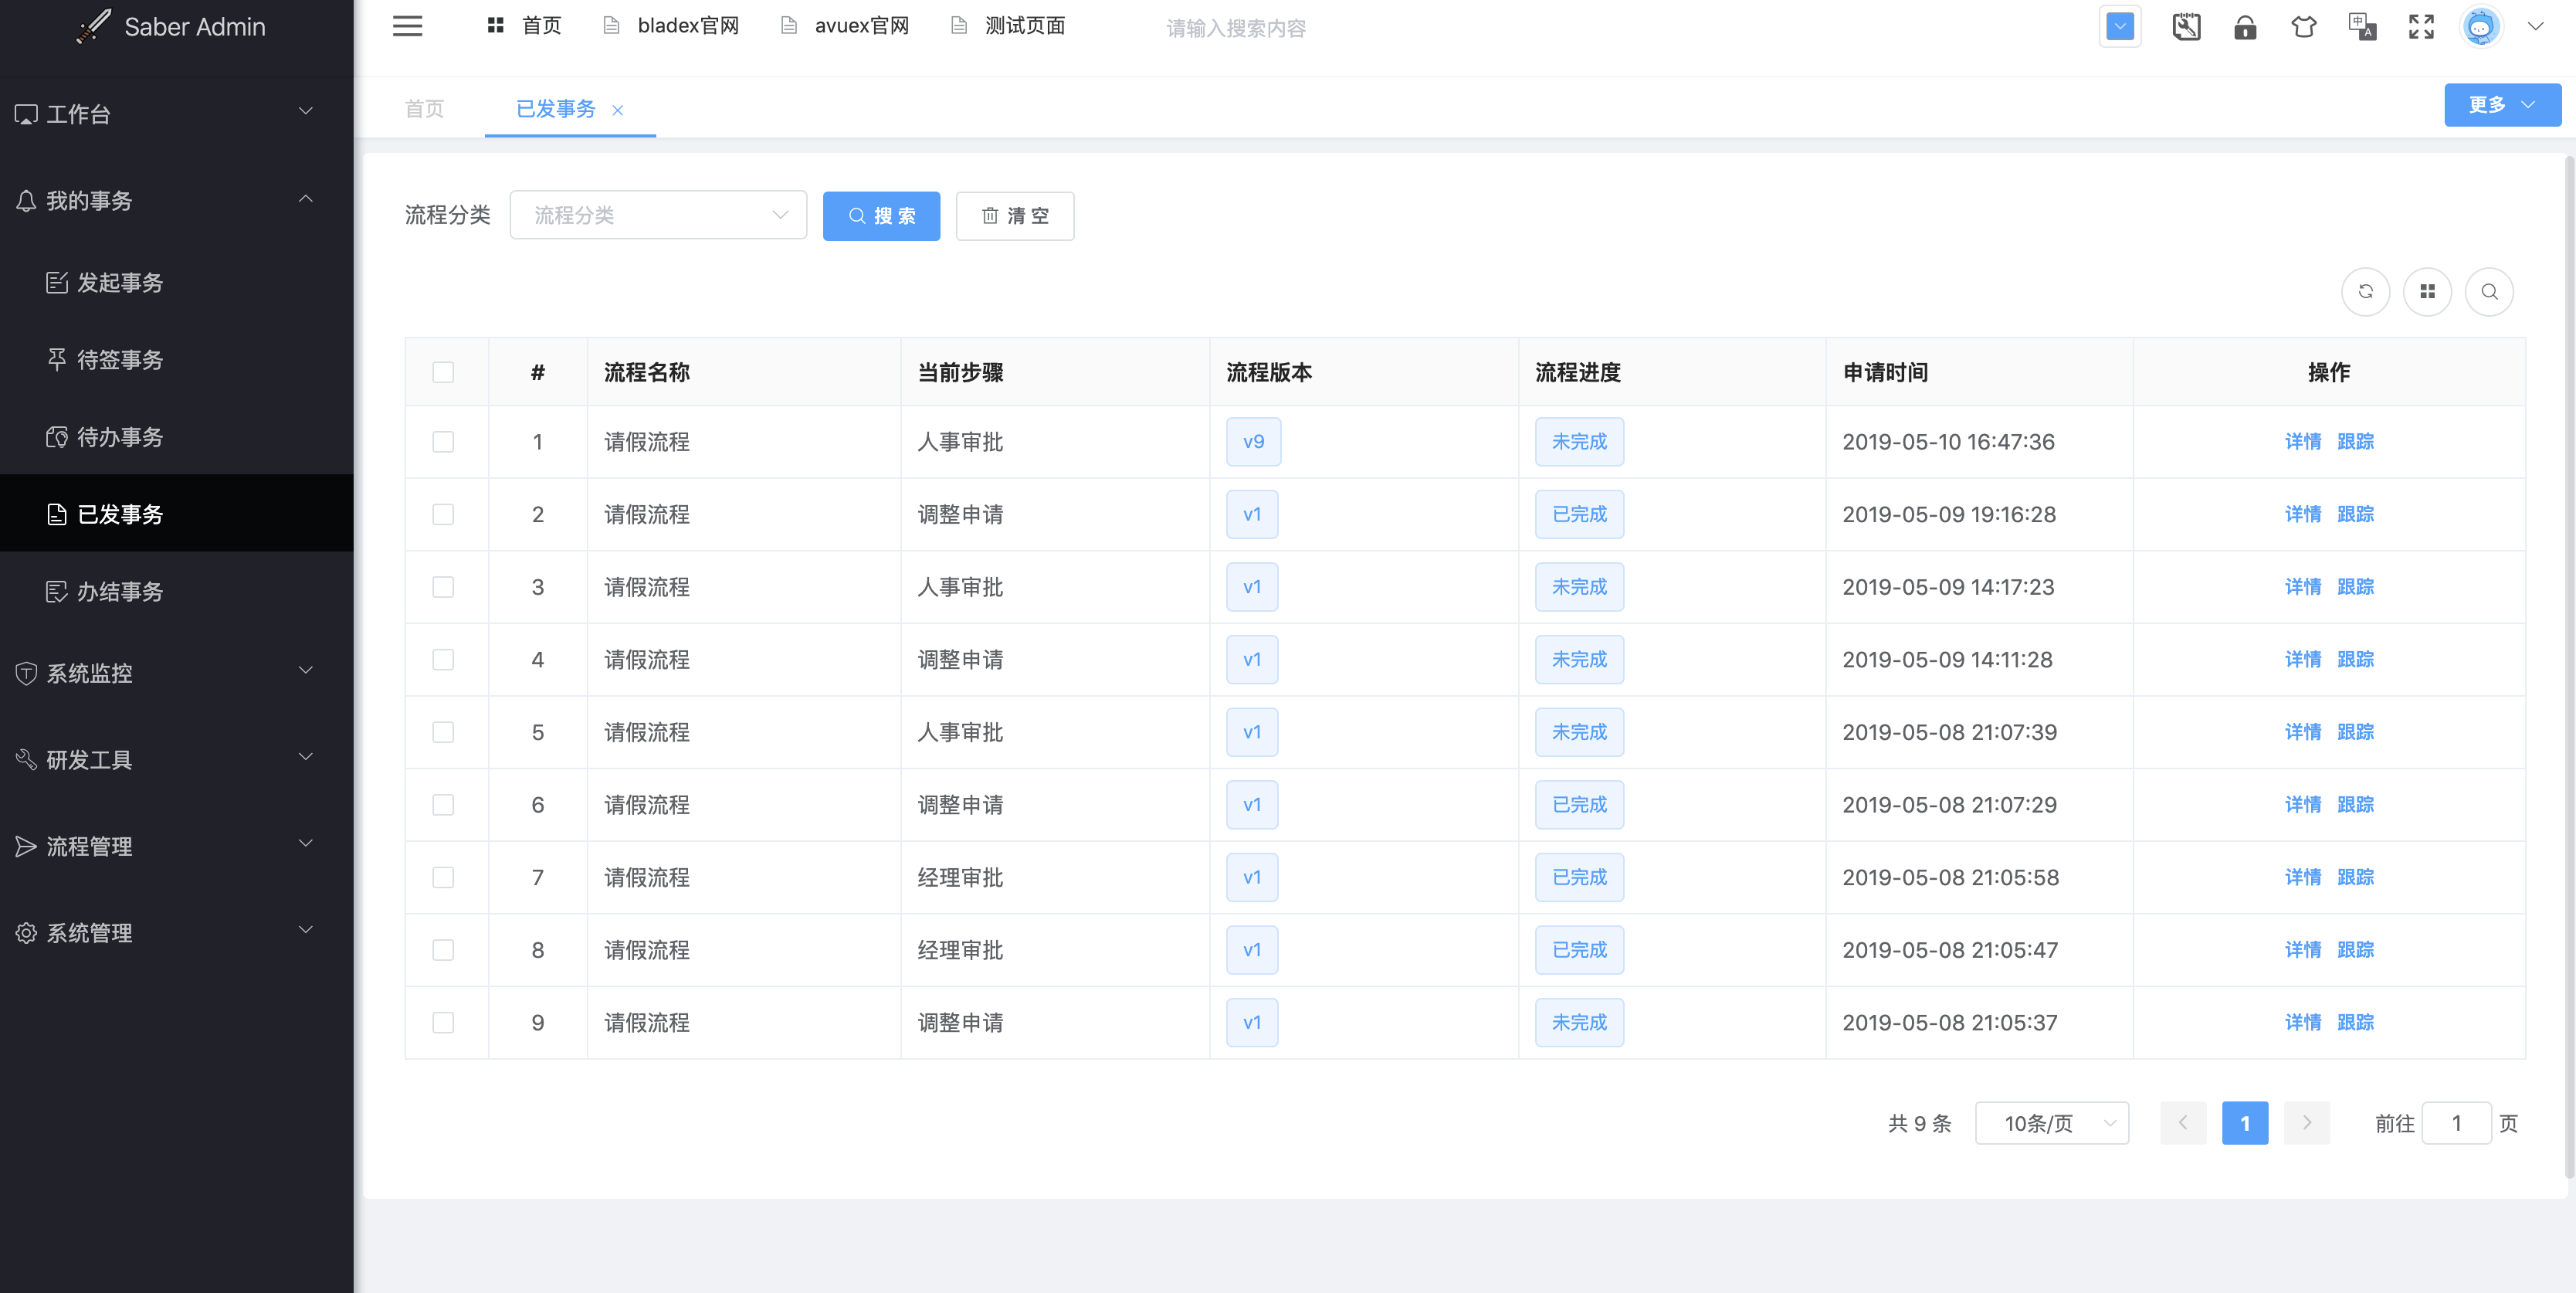 Saber Admin
首页 bladex官网 avuex官网 测试页面 请输入搜索内容
中 A
工作台
我的事务
发起事务
待签事务
待办事务
已发事务
办结事务
系统监控
研发工具
流程管理
系统管理
首页 已发事务 更多
流程分类 流程分类 搜 索 清 空
# 流程名称 当前步骤 流程版本 流程进度 申请时间 操作
1 请假流程 人事审批 v9 未完成 2019-05-10 16:47:36 详情 跟踪
2 请假流程 调整申请 v1 已完成 2019-05-09 19:16:28 详情 跟踪
3 请假流程 人事审批 v1 未完成 2019-05-09 14:17:23 详情 跟踪
4 请假流程 调整申请 v1 未完成 2019-05-09 14:11:28 详情 跟踪
5 请假流程 人事审批 v1 未完成 2019-05-08 21:07:39 详情 跟踪
6 请假流程 调整申请 v1 已完成 2019-05-08 21:07:29 详情 跟踪
7 请假流程 经理审批 v1 已完成 2019-05-08 21:05:58 详情 跟踪
8 请假流程 经理审批 v1 已完成 2019-05-08 21:05:47 详情 跟踪
9 请假流程 调整申请 v1 未完成 2019-05-08 21:05:37 详情 跟踪
共 9 条 10条/页 1 前往 1 页